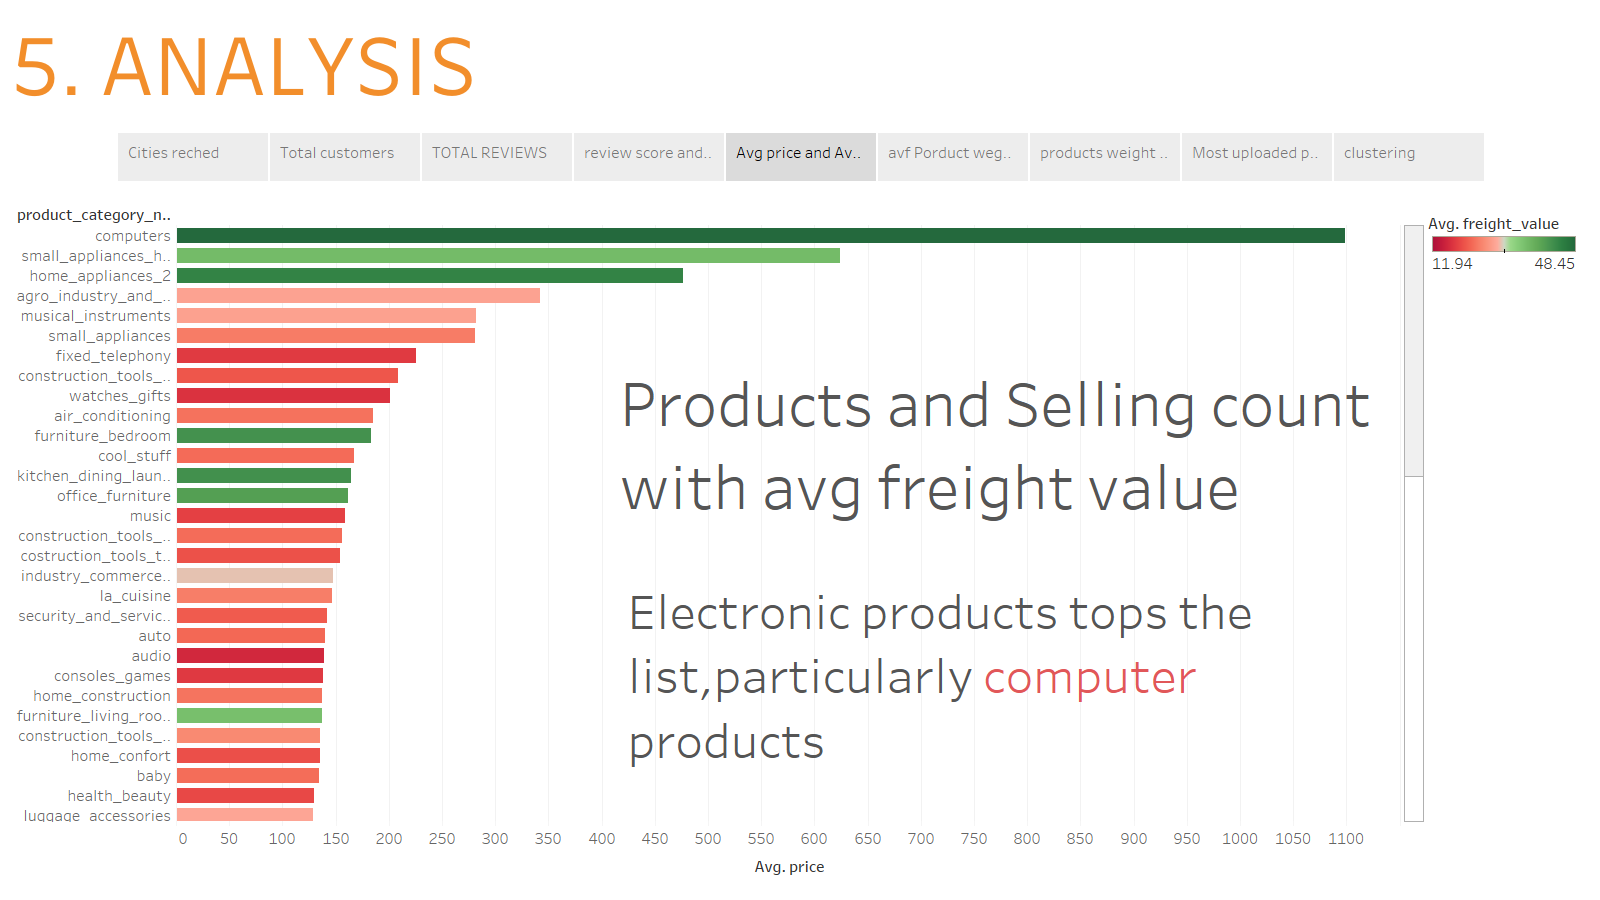 5. ANALYSIS
Cities reched
Total customers
TOTAL REVIEWS
review score and..
Avg price and Av..
avf Porduct weg..
products weight ..
Most uploaded p..
clustering
product_category_n..
computers
small_appliances_h..
home_appliances_2
agro_industry_and_..
musical_instruments
small_appliances
fixed_telephony
construction_tools_..
watches_gifts
air_conditioning
furniture_bedroom
cool_stuff
kitchen_dining_laun..
office_furniture
music
construction_tools_..
costruction_tools_t..
industry_commerce..
la_cuisine
security_and_servic..
auto
audio
consoles_games
home_construction
furniture_living_roo..
construction_tools_..
home_confort
baby
health_beauty
luggage_accessories
0 50 100 150 200 250 300 350 400 450 500 550 600 650 700 750 800 850 900 950 1000 1050 1100
Avg. price
Products and Selling count
with avg freight value
Electronic products tops the
list,particularly computer
products
Avg. freight_value
11.94 48.45